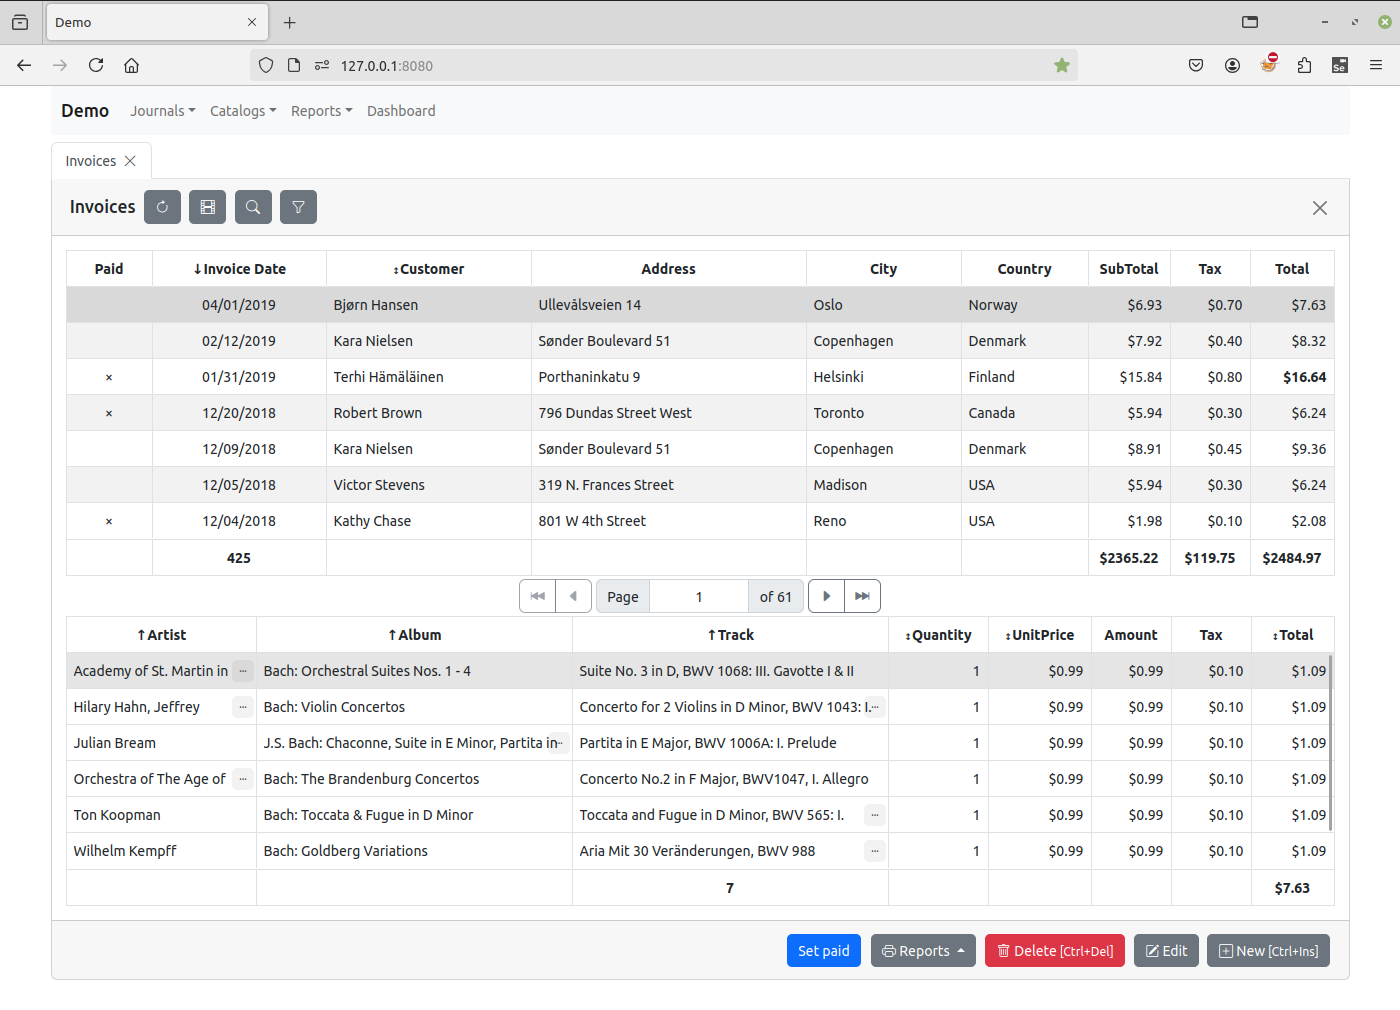 Demo
127.0.0.1:8080
Se
Demo Journals Catalogs Reports Dashboard
Invoices
Invoices
Paid ↓Invoice Date ↕Customer Address City Country SubTotal Tax Total
04/01/2019 Bjørn Hansen Ullevålsveien 14 Oslo Norway $6.93 $0.70 $7.63
02/12/2019 Kara Nielsen Sønder Boulevard 51 Copenhagen Denmark $7.92 $0.40 $8.32
× 01/31/2019 Terhi Hämäläinen Porthaninkatu 9 Helsinki Finland $15.84 $0.80 $16.64
× 12/20/2018 Robert Brown 796 Dundas Street West Toronto Canada $5.94 $0.30 $6.24
12/09/2018 Kara Nielsen Sønder Boulevard 51 Copenhagen Denmark $8.91 $0.45 $9.36
12/05/2018 Victor Stevens 319 N. Frances Street Madison USA $5.94 $0.30 $6.24
× 12/04/2018 Kathy Chase 801 W 4th Street Reno USA $1.98 $0.10 $2.08
425 $2365.22 $119.75 $2484.97
Page 1 of 61
↑Artist ↑Album ↑Track ↕Quantity ↕UnitPrice Amount Tax ↕Total
Academy of St. Martin in ... Bach: Orchestral Suites Nos. 1 - 4 Suite No. 3 in D, BWV 1068: III. Gavotte I & II 1 $0.99 $0.99 $0.10 $1.09
Hilary Hahn, Jeffrey ... Bach: Violin Concertos Concerto for 2 Violins in D Minor, BWV 1043: I. ... 1 $0.99 $0.99 $0.10 $1.09
Julian Bream J.S. Bach: Chaconne, Suite in E Minor, Partita in ... Partita in E Major, BWV 1006A: I. Prelude 1 $0.99 $0.99 $0.10 $1.09
Orchestra of The Age of ... Bach: The Brandenburg Concertos Concerto No.2 in F Major, BWV1047, I. Allegro 1 $0.99 $0.99 $0.10 $1.09
Ton Koopman Bach: Toccata & Fugue in D Minor Toccata and Fugue in D Minor, BWV 565: I. ... 1 $0.99 $0.99 $0.10 $1.09
Wilhelm Kempff Bach: Goldberg Variations Aria Mit 30 Veränderungen, BWV 988 ... 1 $0.99 $0.99 $0.10 $1.09
7 $7.63
Set paid Reports Delete [Ctrl+Del] Edit New [Ctrl+Ins]